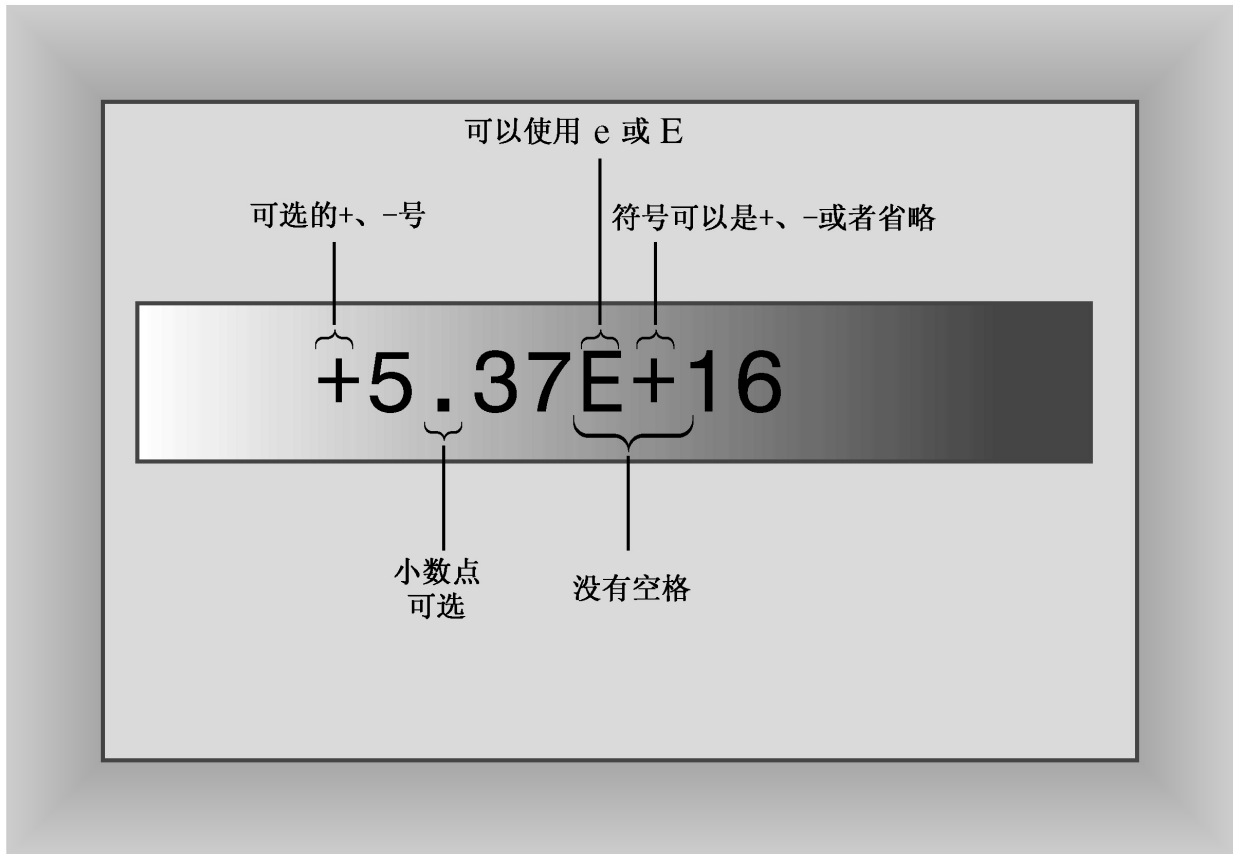 可以使用 e 或 E
可选的+、-号
符号可以是+、-或者省略
+5.37E+16
小数点
可选
没有空格